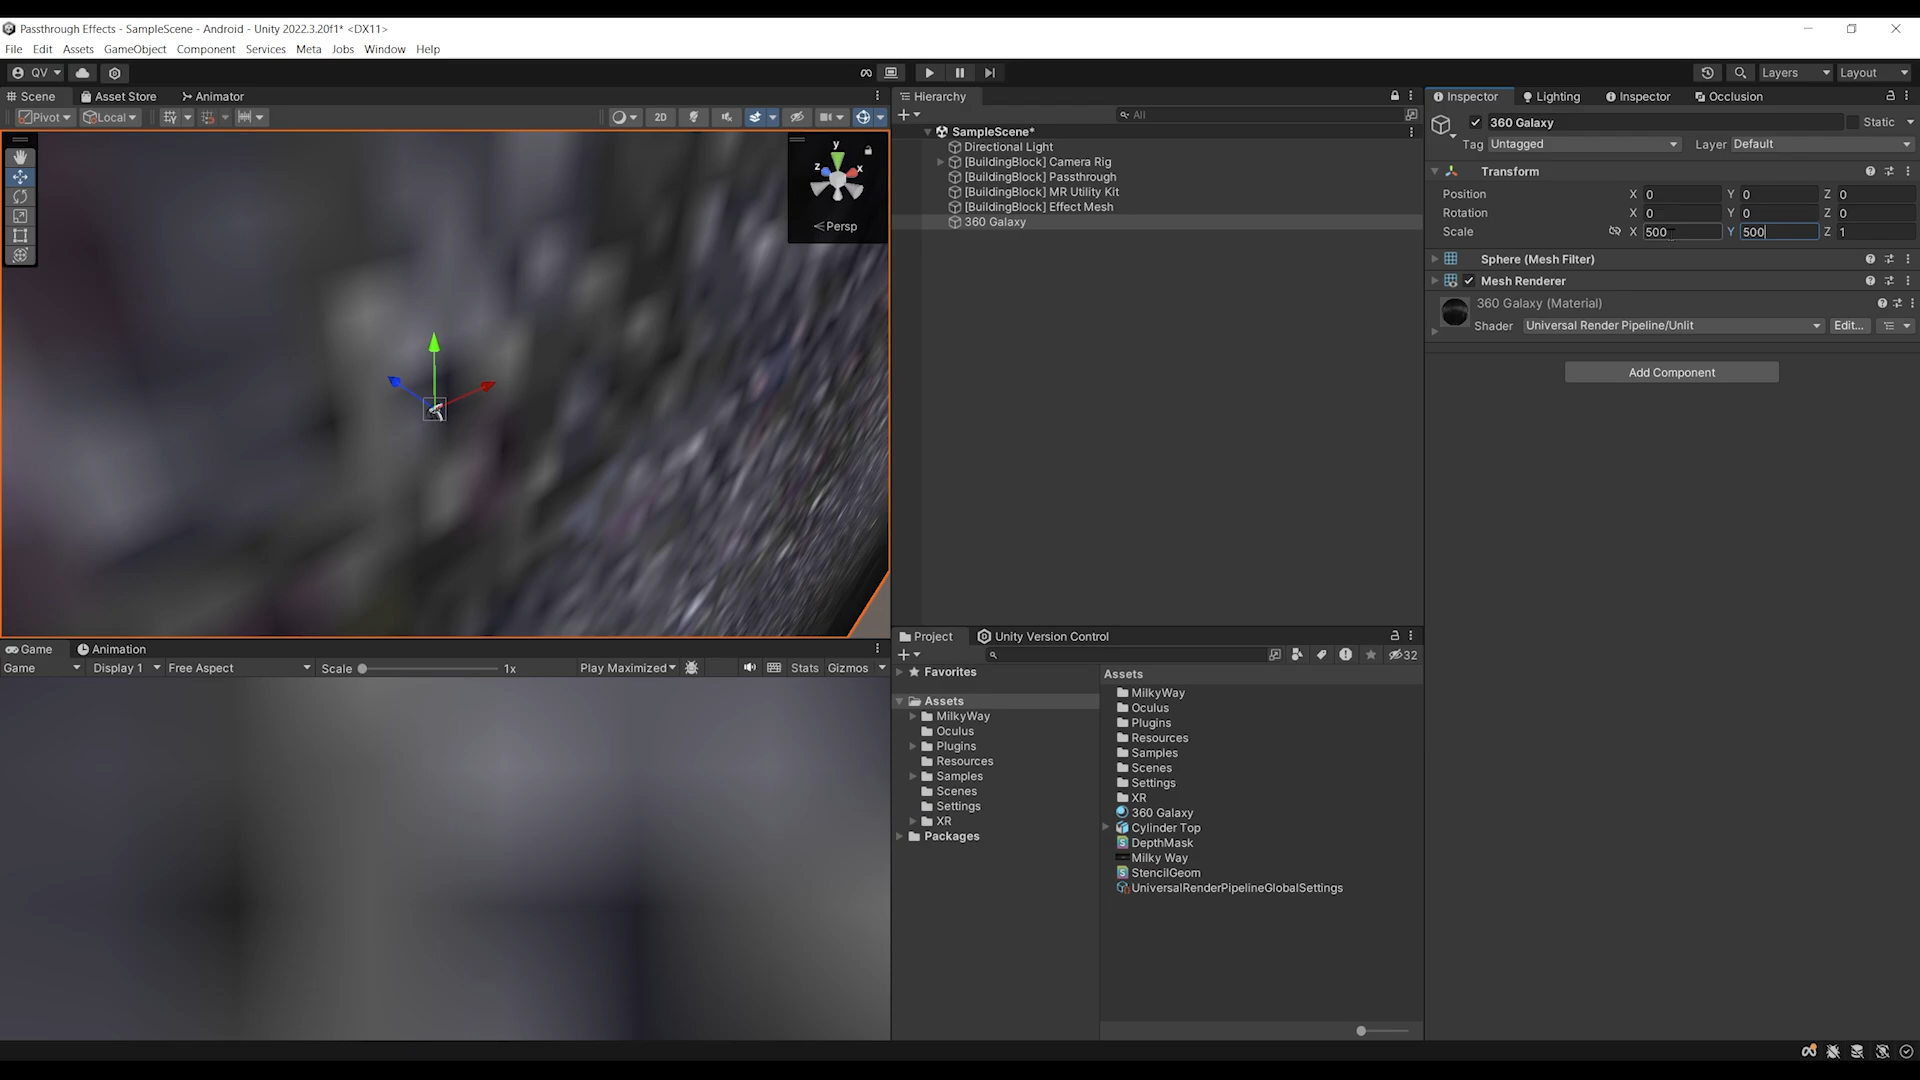 Passthrough Effects - SampleScene - Android - Unity 2022.3.20f1* <DX11>
File Edit Assets GameObject Component Services Meta Jobs Window Help
QV Layers Layout
Scene Asset Store Animator
Pivot Local 2D
y
z x
Persp
Game Animation
Game Display 1 Free Aspect Scale 1x Play Maximized Stats Gizmos
Hierarchy
All
SampleScene*
Directional Light
[BuildingBlock] Camera Rig
[BuildingBlock] Passthrough
[BuildingBlock] MR Utility Kit
[BuildingBlock] Effect Mesh
360 Galaxy
Project Unity Version Control
32
Favorites
Assets
MilkyWay
Oculus
Plugins
Resources
Samples
Scenes
Settings
XR
Packages
Assets
MilkyWay
Oculus
Plugins
Resources
Samples
Scenes
Settings
XR
360 Galaxy
Cylinder Top
DepthMask
Milky Way
StencilGeom
UniversalRenderPipelineGlobalSettings
Inspector Lighting Inspector Occlusion
360 Galaxy Static
Tag Untagged Layer Default
Transform
Position X 0 Y 0 Z 0
Rotation X 0 Y 0 Z 0
Scale X 500 Y 500 Z 1
Sphere (Mesh Filter)
Mesh Renderer
360 Galaxy (Material)
Shader Universal Render Pipeline/Unlit Edit...
Add Component